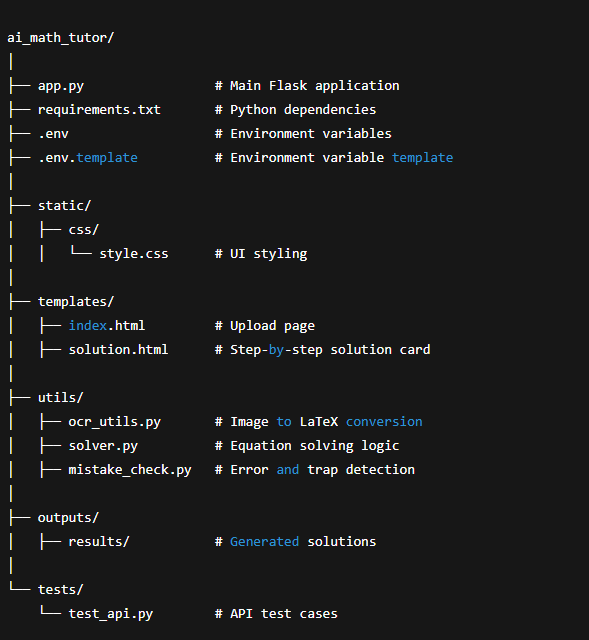 ai_math_tutor/
│
├── app.py                 # Main Flask application
├── requirements.txt       # Python dependencies
├── .env                   # Environment variables
├── .env.template          # Environment variable template
│
├── static/
│   ├── css/
│   │   └── style.css      # UI styling
│
├── templates/
│   ├── index.html         # Upload page
│   ├── solution.html      # Step-by-step solution card
│
├── utils/
│   ├── ocr_utils.py       # Image to LaTeX conversion
│   ├── solver.py          # Equation solving logic
│   ├── mistake_check.py   # Error and trap detection
│
├── outputs/
│   ├── results/           # Generated solutions
│
└── tests/
    └── test_api.py        # API test cases